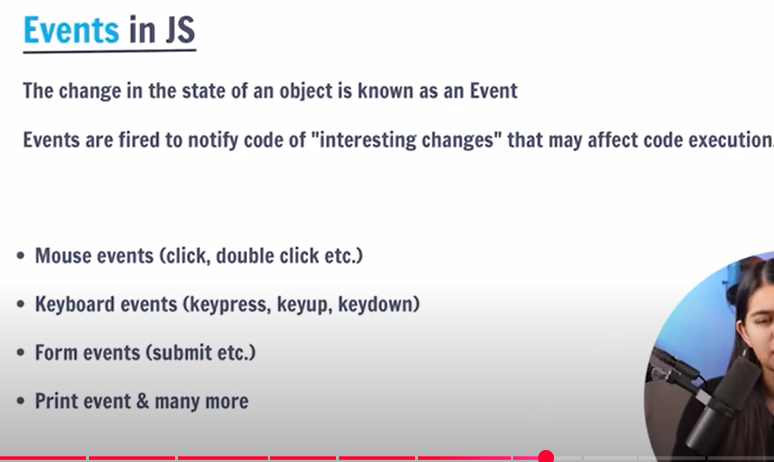 Events in JS
The change in the state of an object is known as an Event
Events are fired to notify code of "interesting changes" that may affect code execution.
• Mouse events (click, double click etc.)
• Keyboard events (keypress, keyup, keydown)
• Form events (submit etc.)
• Print event & many more